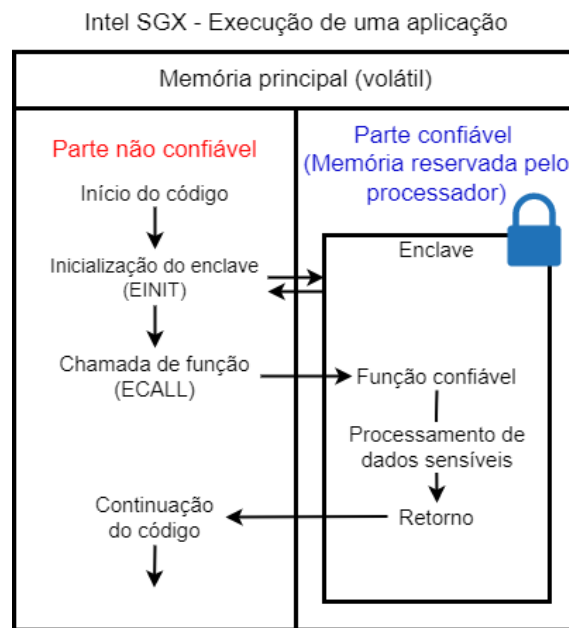 Intel SGX - Execução de uma aplicação
Memória principal (volátil)
Parte não confiável
Início do código
Inicialização do enclave
(EINIT)
Chamada de função
(ECALL)
Continuação
do código
Parte confiável
(Memória reservada pelo
processador)
Enclave
Função confiável
Processamento de
dados sensíveis
Retorno